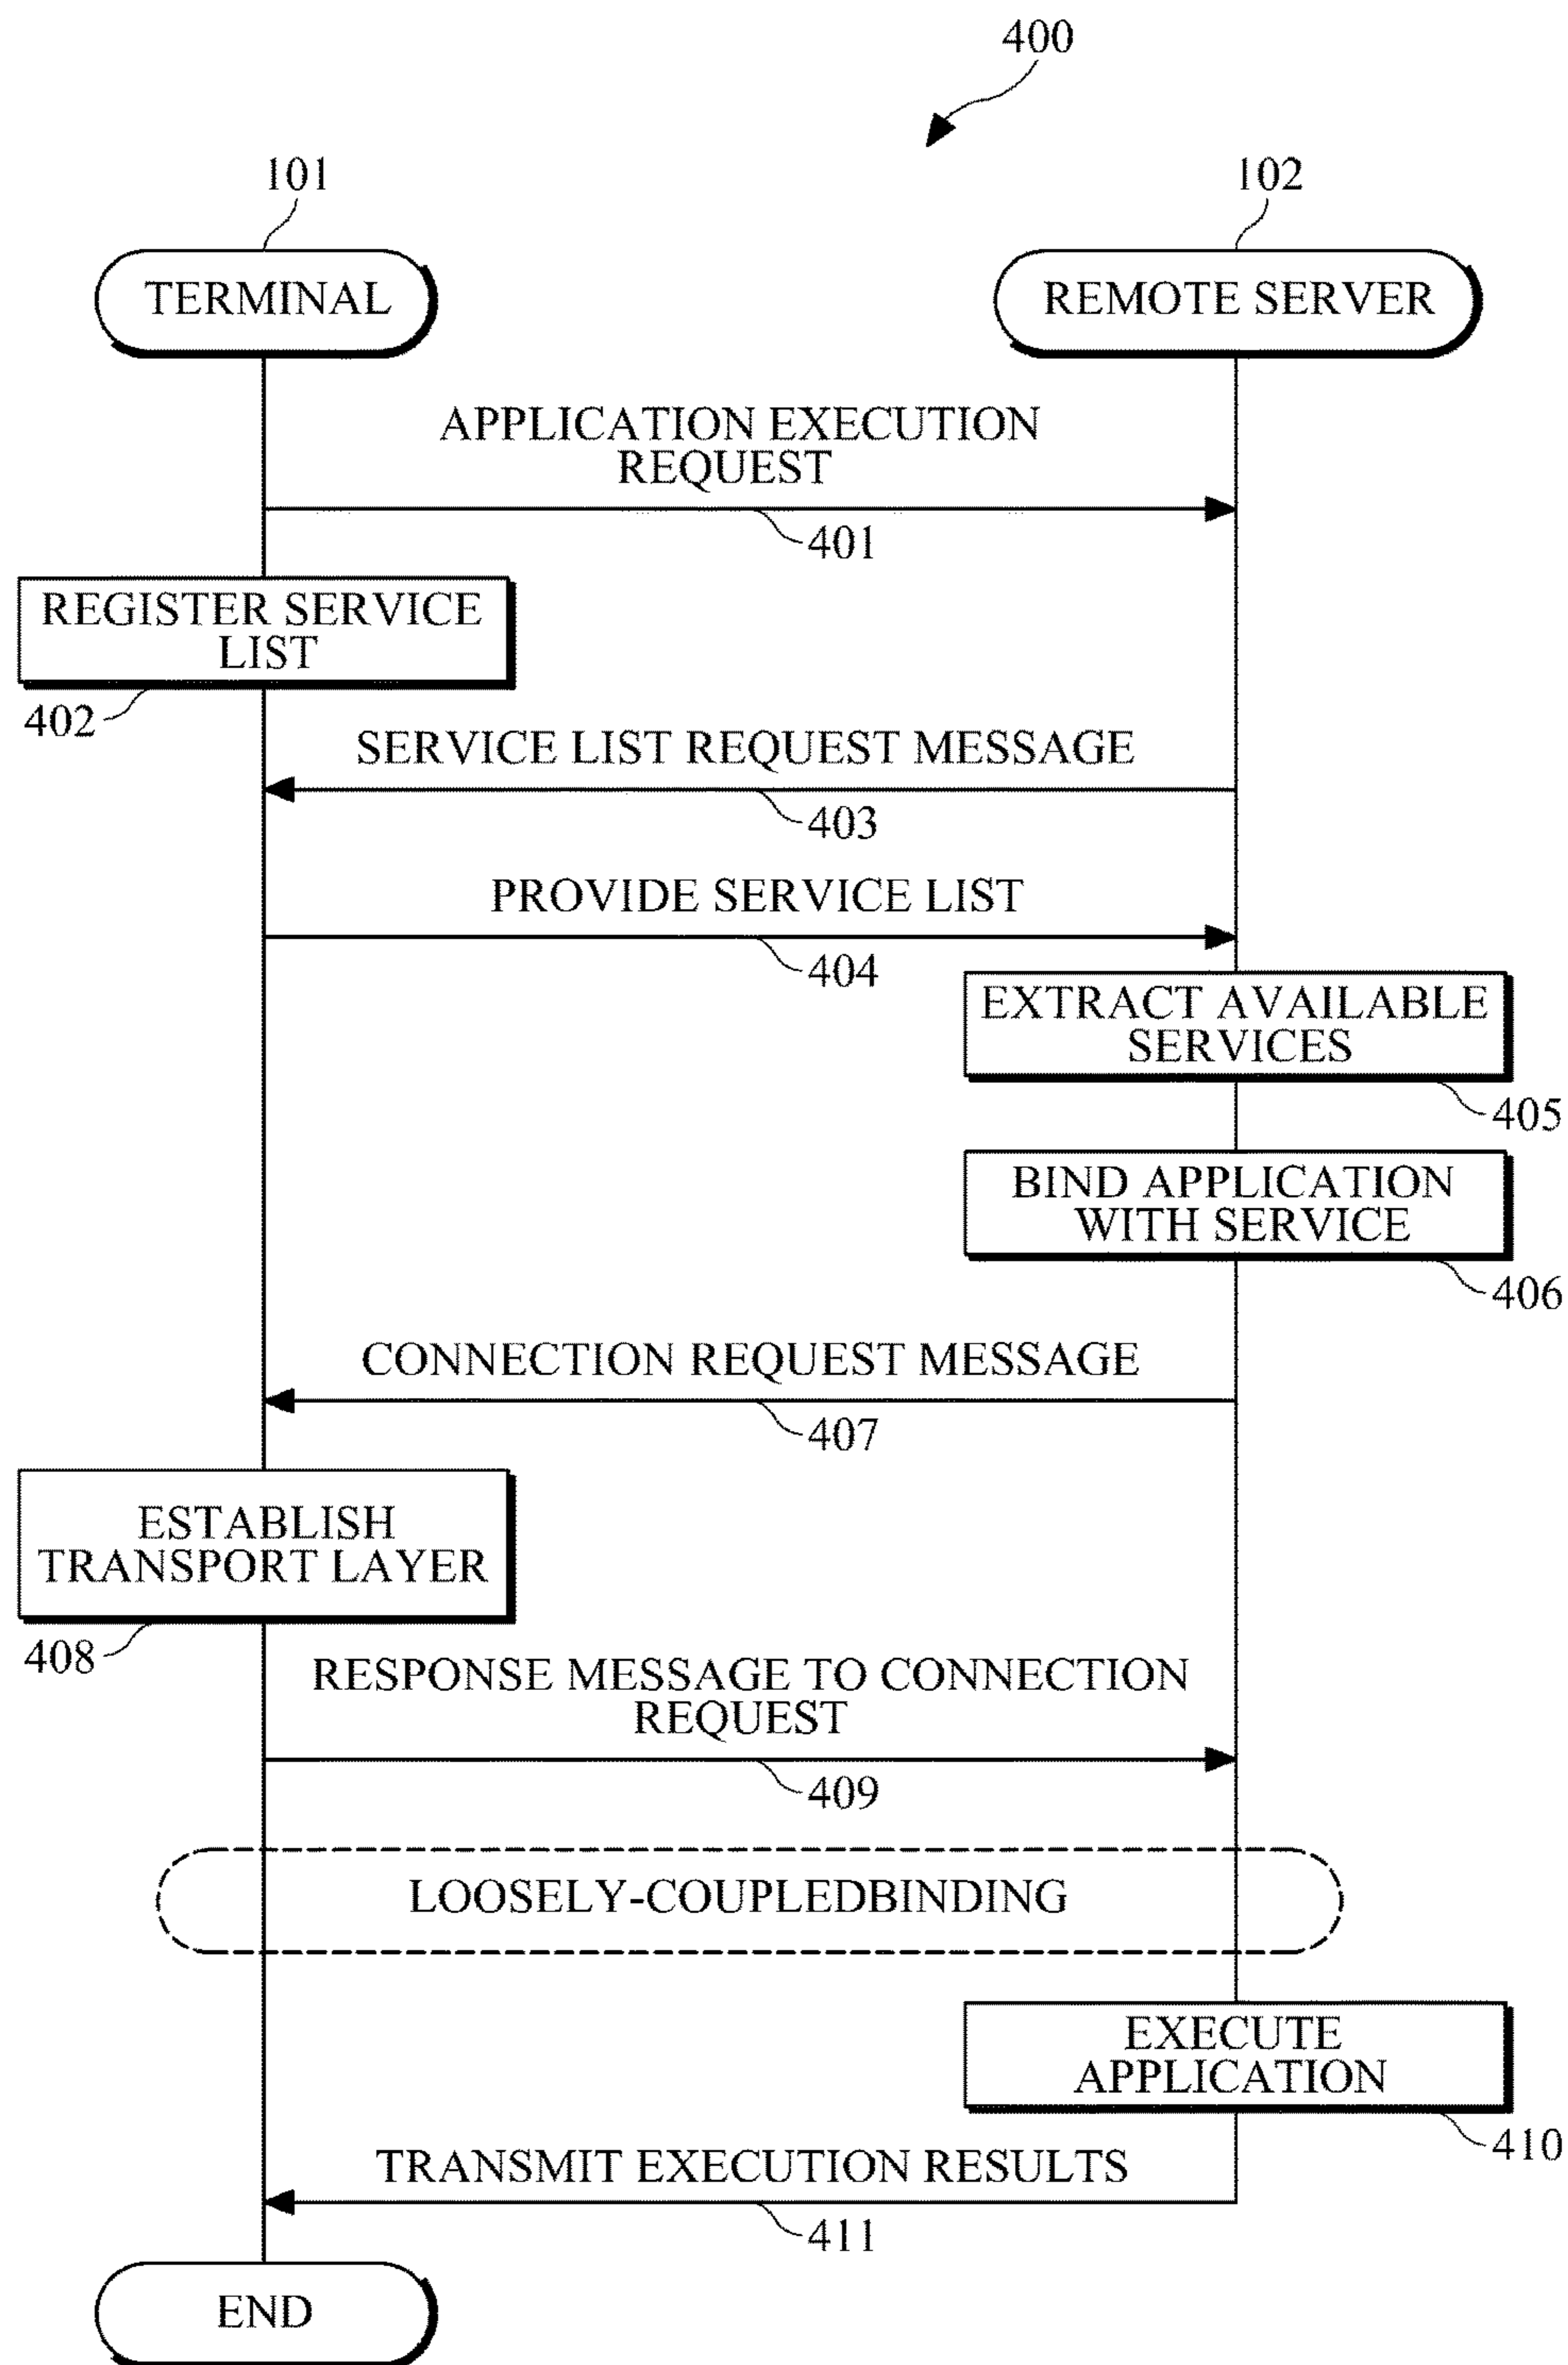 400
101
102
TERMINAL
REMOTE SERVER
APPLICATION EXECUTION
REQUEST
401
REGISTER SERVICE
LIST
402
SERVICE LIST REQUEST MESSAGE
403
PROVIDE SERVICE LIST
404
EXTRACT AVAILABLE
SERVICES
405
BIND APPLICATION
WITH SERVICE
406
CONNECTION REQUEST MESSAGE
407
ESTABLISH
TRANSPORT LAYER
408
RESPONSE MESSAGE TO CONNECTION
REQUEST
409
LOOSELY-COUPLEDBINDING
EXECUTE
APPLICATION
410
TRANSMIT EXECUTION RESULTS
411
END